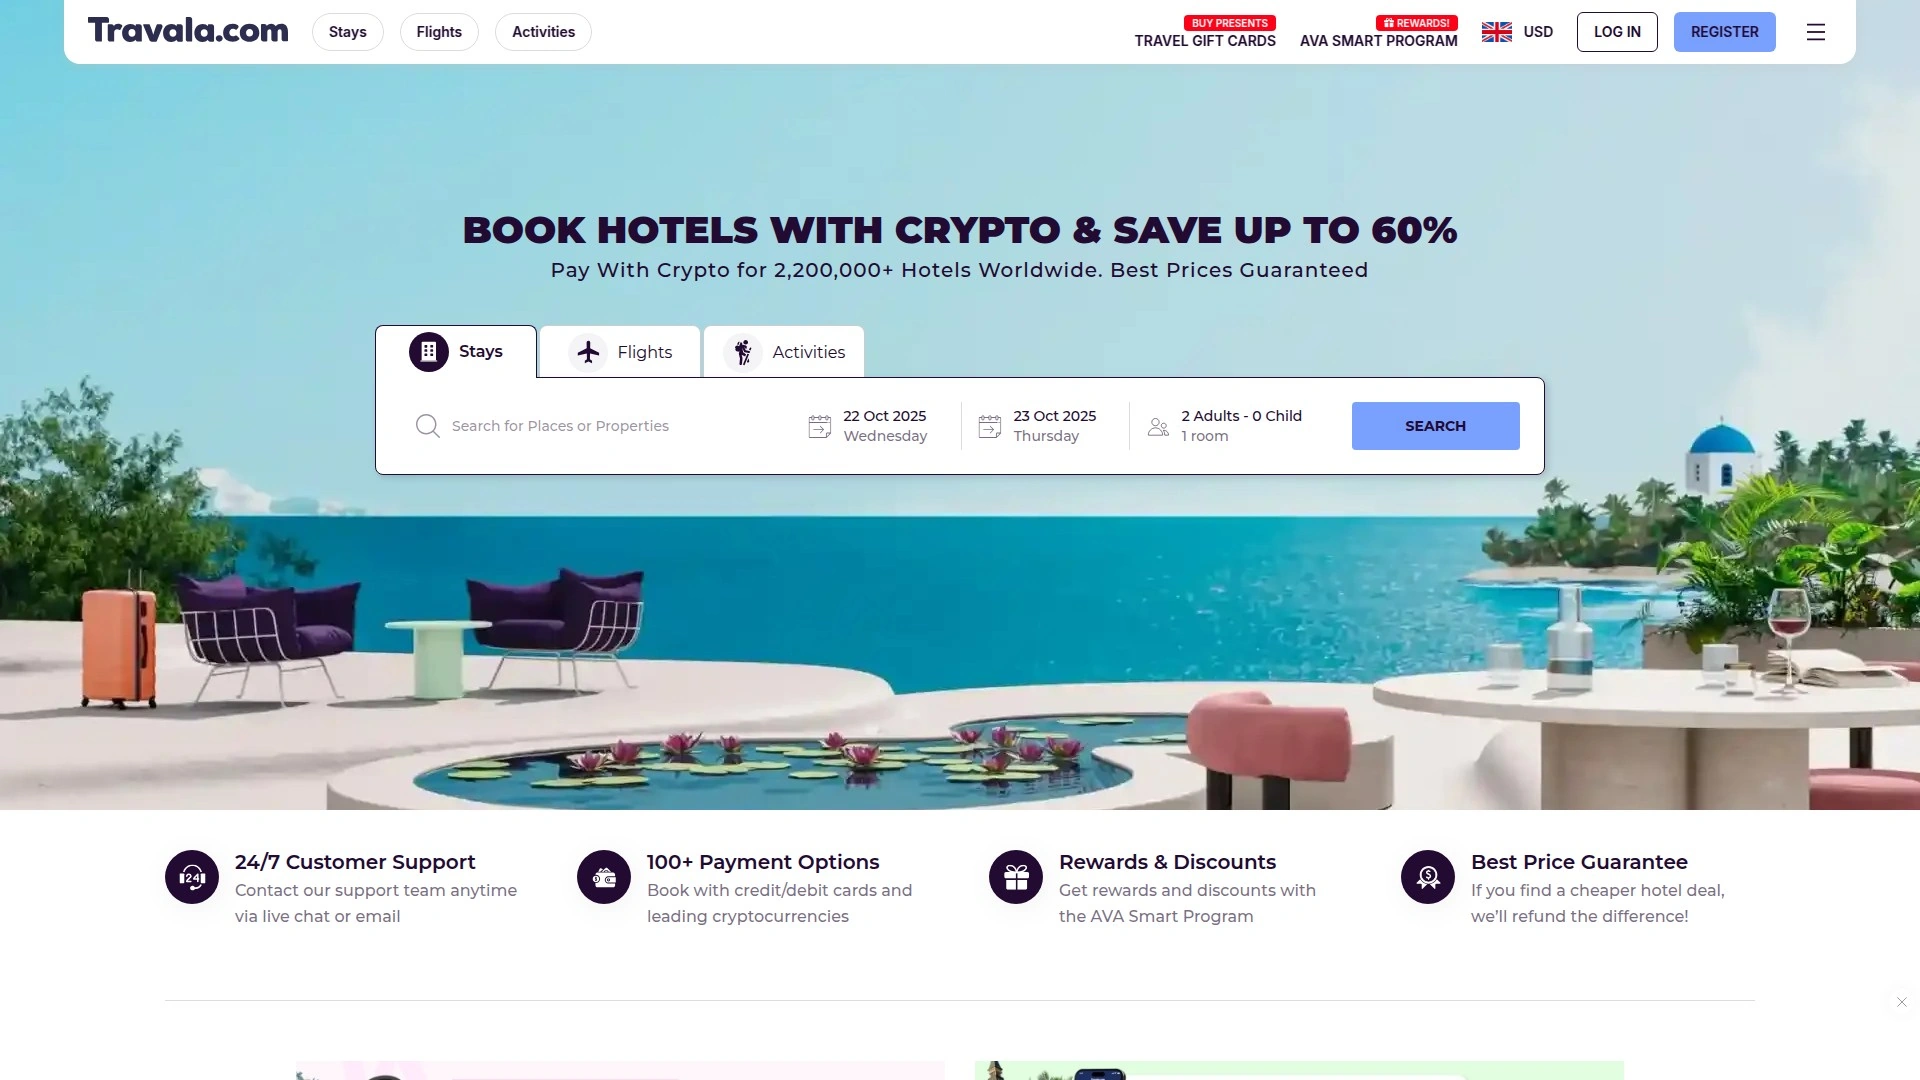 Travala.com
Stays
Flights
Activities
BUY PRESENTS
TRAVEL GIFT CARDS
REWARDS!
AVA SMART PROGRAM
USD
LOG IN
REGISTER
BOOK HOTELS WITH CRYPTO & SAVE UP TO 60%
Pay With Crypto for 2,200,000+ Hotels Worldwide. Best Prices Guaranteed
Stays
Flights
Activities
Search for Places or Properties
22 Oct 2025
Wednesday
23 Oct 2025
Thursday
2 Adults - 0 Child
1 room
SEARCH
24
24/7 Customer Support
Contact our support team anytime
via live chat or email
100+ Payment Options
Book with credit/debit cards and
leading cryptocurrencies
Rewards & Discounts
Get rewards and discounts with
the AVA Smart Program
Best Price Guarantee
If you find a cheaper hotel deal,
we’ll refund the difference!